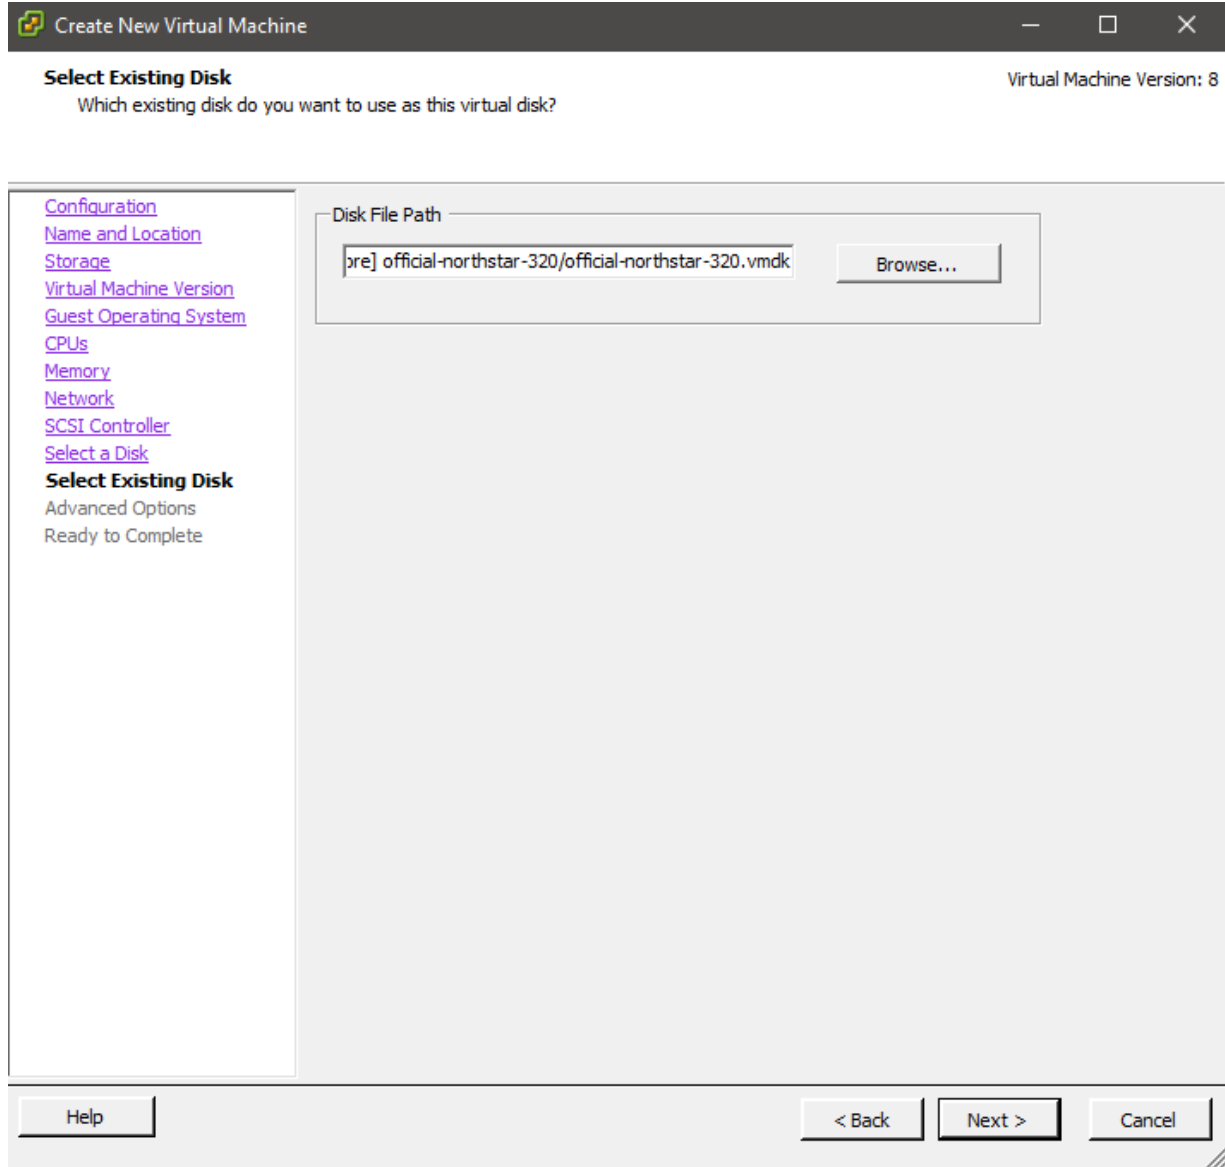 Create New Virtual Machine
Select Existing Disk
Virtual Machine Version: 8
Which existing disk do you want to use as this virtual disk?
Configuration
Name and Location
Storage
Virtual Machine Version
Guest Operating System
CPUs
Memory
Network
SCSI Controller
Select a Disk
Select Existing Disk
Advanced Options
Ready to Complete
Disk File Path
ore] official-northstar-320/official-northstar-320.vmdk
Browse...
Help
< Back
Next >
Cancel